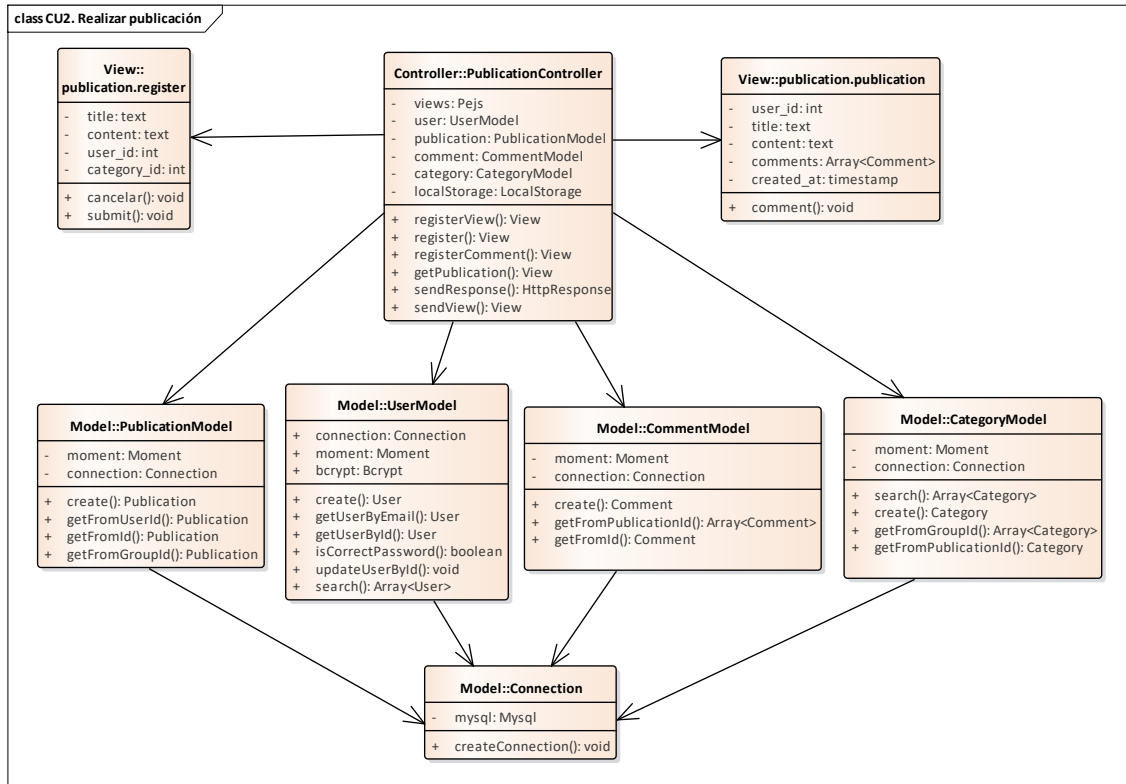 class CU2. Realizar publicación
View::
publication.register
- title: text
- content: text
- user_id: int
- category_id: int
+ cancelar(): void
+ submit(): void
Controller::PublicationController
- views: Pejs
- user: UserModel
- publication: PublicationModel
- comment: CommentModel
- category: CategoryModel
- localStorage: LocalStorage
+ registerView(): View
+ register(): View
+ registerComment(): View
+ getPublication(): View
+ sendResponse(): HttpResponse
+ sendView(): View
View::publication.publication
- user_id: int
- title: text
- content: text
- comments: Array<Comment>
- created_at: timestamp
+ comment(): void
Model::PublicationModel
- moment: Moment
- connection: Connection
+ create(): Publication
+ getFromUserId(): Publication
+ getFromId(): Publication
+ getFromGroupId(): Publication
Model::UserModel
+ connection: Connection
+ moment: Moment
+ bcrypt: Bcrypt
+ create(): User
+ getUserByEmail(): User
+ getUserById(): User
+ isCorrectPassword(): boolean
+ updateUserById(): void
+ search(): Array<User>
Model::CommentModel
- moment: Moment
- connection: Connection
+ create(): Comment
+ getFromPublicationId(): Array<Comment>
+ getFromId(): Comment
Model::CategoryModel
- moment: Moment
- connection: Connection
+ search(): Array<Category>
+ create(): Category
+ getFromGroupId(): Array<Category>
+ getFromPublicationId(): Category
Model::Connection
- mysql: Mysql
+ createConnection(): void